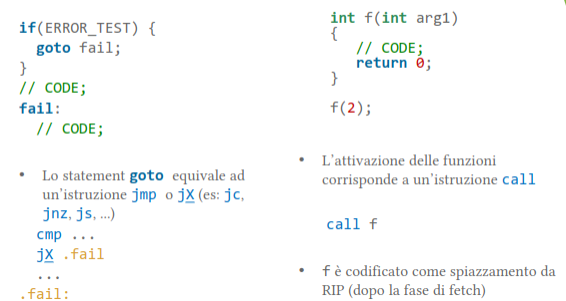 if(ERROR_TEST) {
goto fail;
}
// CODE;
fail:
// CODE;
• Lo statement goto equivale ad
un'istruzione jmp o jX (es: jc,
jnz, js, ...)
cmp ...
jX .fail
...
.fail:
int f(int arg1)
{
// CODE;
return 0;
}
f(2);
• L'attivazione delle funzioni
corrisponde a un'istruzione call
call f
• f è codificato come spiazzamento da
RIP (dopo la fase di fetch)